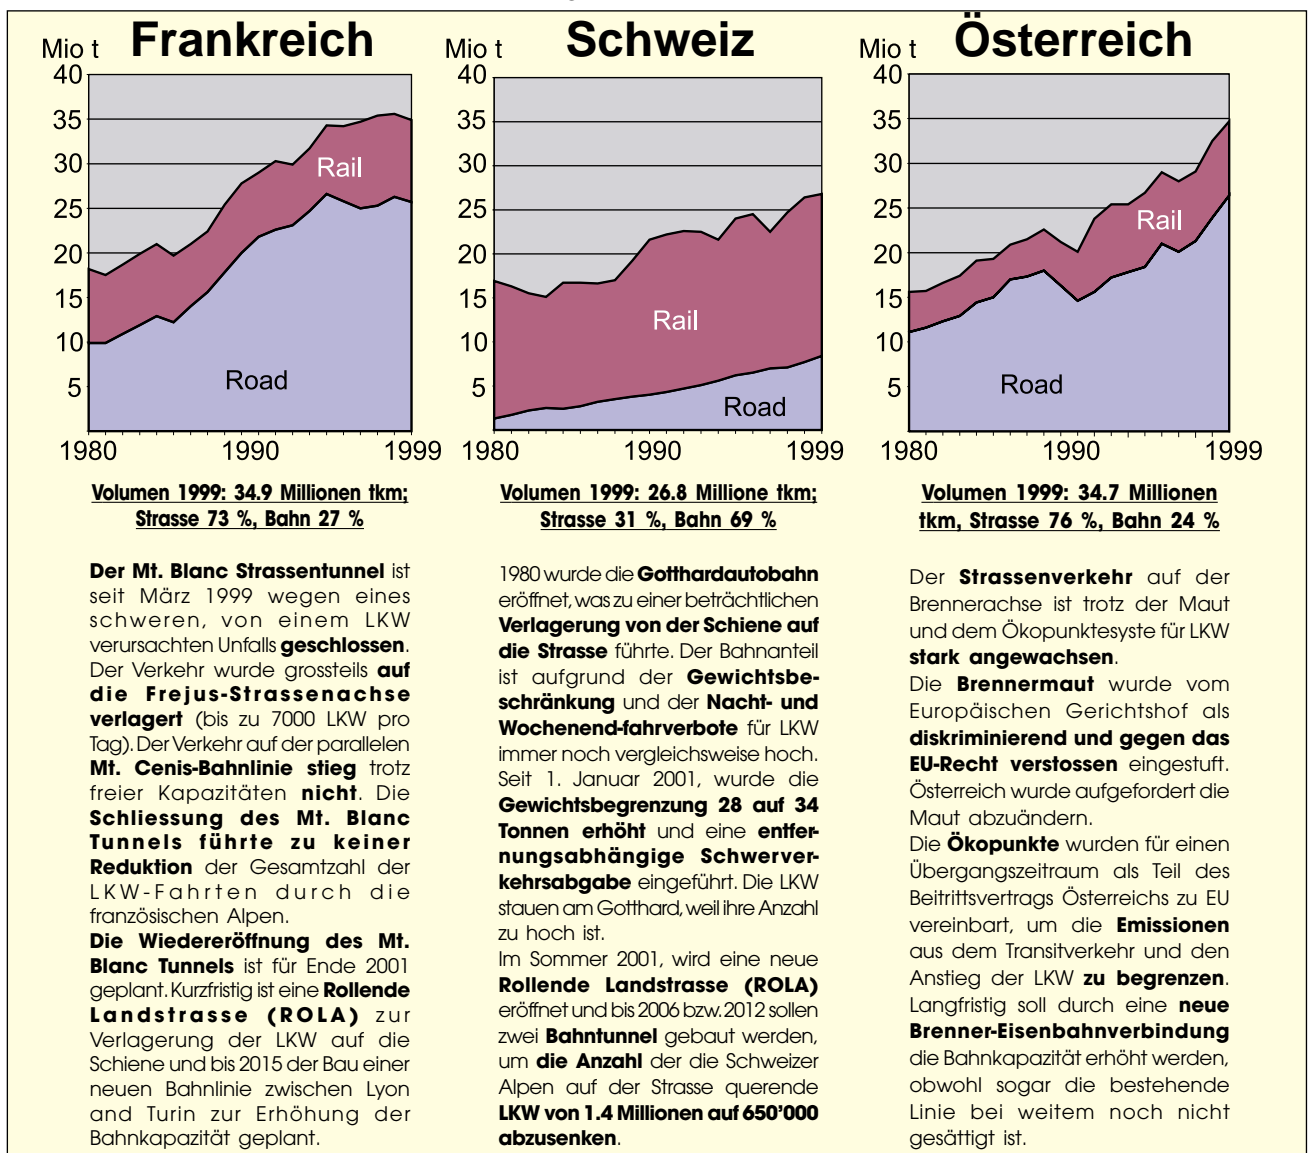 Frankreich
Mio t
40
35
30
25
20
15
10
5
Rail
Road
1980
1990
1999
Volumen 1999: 34.9 Millionen tkm;
Strasse 73 %, Bahn 27 %
Der Mt. Blanc Strassentunnel ist
seit März 1999 wegen eines
schweren, von einem LKW
verursachten Unfalls geschlossen.
Der Verkehr wurde grossteils auf
die Frejus-Strassenachse
verlagert (bis zu 7000 LKW pro
Tag). Der Verkehr auf der parallelen
Mt. Cenis-Bahnlinie stieg trotz
freier Kapazitäten nicht. Die
Schliessung des Mt. Blanc
Tunnels führte zu keiner
Reduktion der Gesamtzahl der
LKW-Fahrten durch die
französischen Alpen.
Die Wiedereröffnung des Mt.
Blanc Tunnels ist für Ende 2001
geplant. Kurzfristig ist eine Rollende
Landstrasse (ROLA) zur
Verlagerung der LKW auf die
Schiene und bis 2015 der Bau einer
neuen Bahnlinie zwischen Lyon
and Turin zur Erhöhung der
Bahnkapazität geplant.
Schweiz
Mio t
40
35
30
25
20
15
10
5
Rail
Road
1980
1990
1999
Volumen 1999: 26.8 Millione tkm;
Strasse 31 %, Bahn 69 %
1980 wurde die Gotthardautobahn
eröffnet, was zu einer beträchtlichen
Verlagerung von der Schiene auf
die Strasse führte. Der Bahnanteil
ist aufgrund der Gewichtsbe-
schränkung und der Nacht- und
Wochenend-fahrverbote für LKW
immer noch vergleichsweise hoch.
Seit 1. Januar 2001, wurde die
Gewichtsbegrenzung 28 auf 34
Tonnen erhöht und eine entfer-
nungsabhängige Schwerver-
kehrsabgabe eingeführt. Die LKW
stauen am Gotthard, weil ihre Anzahl
zu hoch ist.
Im Sommer 2001, wird eine neue
Rollende Landstrasse (ROLA)
eröffnet und bis 2006 bzw. 2012 sollen
zwei Bahntunnel gebaut werden,
um die Anzahl der die Schweizer
Alpen auf der Strasse querende
LKW von 1.4 Millionen auf 650'000
abzusenken.
Österreich
Mio t
40
35
30
25
20
15
10
5
Rail
Road
1980
1990
1999
Volumen 1999: 34.7 Millionen
tkm, Strasse 76 %, Bahn 24 %
Der Strassenverkehr auf der
Brennerachse ist trotz der Maut
und dem Ökopunktesyste für LKW
stark angewachsen.
Die Brennermaut wurde vom
Europäischen Gerichtshof als
diskriminierend und gegen das
EU-Recht verstossen eingestuft.
Österreich wurde aufgefordert die
Maut abzuändern.
Die Ökopunkte wurden für einen
Übergangszeitraum als Teil des
Beitrittsvertrags Österreichs zu EU
vereinbart, um die Emissionen
aus dem Transitverkehr und den
Anstieg der LKW zu begrenzen.
Langfristig soll durch eine neue
Brenner-Eisenbahnverbindung
die Bahnkapazität erhöht werden,
obwohl sogar die bestehende
Linie bei weitem noch nicht
gesättigt ist.